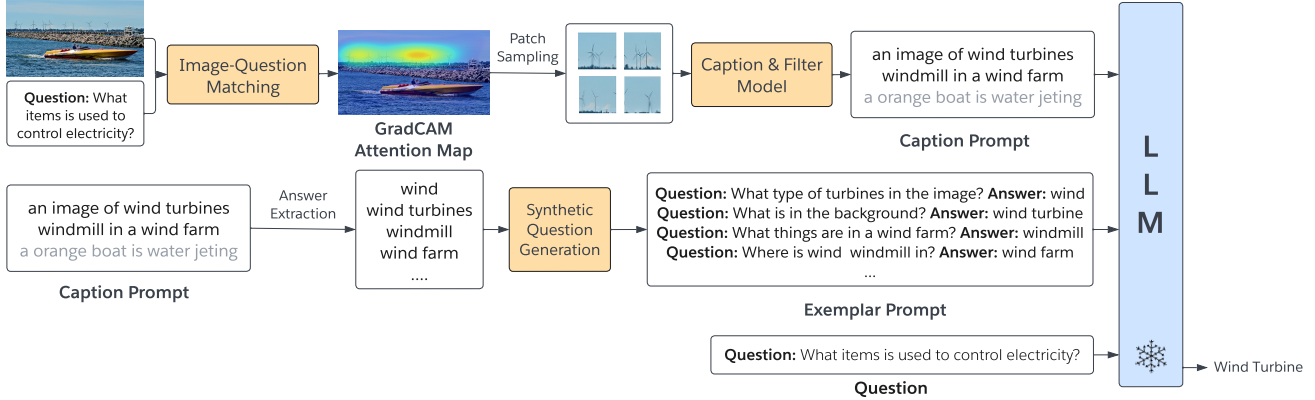 Question: What
items is used to
control electricity?
Image-Question
Matching
GradCAM
Attention Map
Patch
Sampling
Caption & Filter
Model
an image of wind turbines
windmill in a wind farm
a orange boat is water jeting
Caption Prompt
L
L
M
an image of wind turbines
windmill in a wind farm
a orange boat is water jeting
Caption Prompt
Answer
Extraction
wind
wind turbines
windmill
wind farm
....
Synthetic
Question
Generation
Question: What type of turbines in the image? Answer: wind
Question: What is in the background? Answer: wind turbine
Question: What things are in a wind farm? Answer: windmill
Question: Where is wind windmill in? Answer: wind farm
...
Exemplar Prompt
Question: What items is used to control electricity?
Question
Wind Turbine